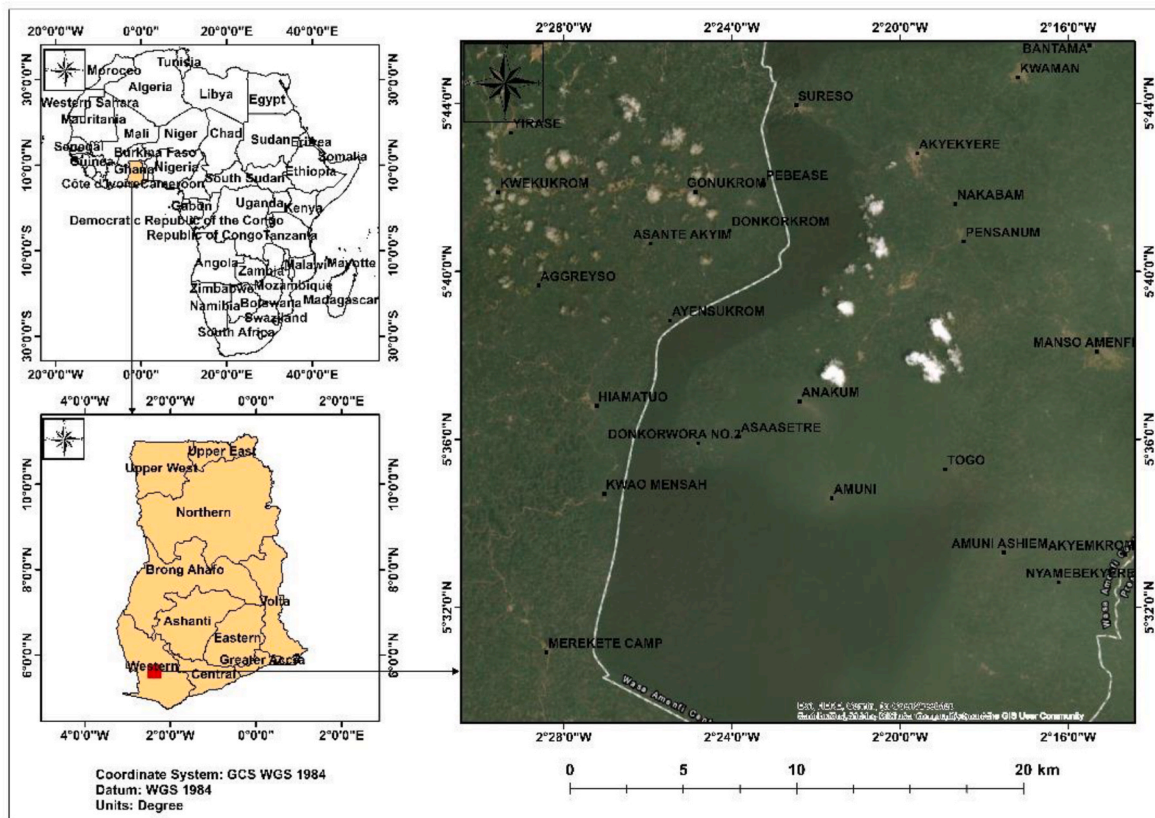 20°0'0"W 0°0'0" 20°0'0"E 40°0'0"E
30°0'0"N
10°0'0"N
10°0'0"S
30°0'0"S
30°0'0"N
10°0'0"N
10°0'0"S
30°0'0"S
Morocco
Tunisia
Algeria
Libya
Egypt
Western Sahara
Mauritania
Mali
Niger
Chad
Sudan
Eritrea
Senegal
Burkina Faso
Somalia
Guinea
Ghana
Nigeria
Ethiopia
South Sudan
Côte d'Ivoire
Cameroon
Uganda
Gabon
Kenya
Democratic Republic of the Congo
Republic of Congo
Tanzania
Angola
Malawi
Mayotte
Zambia
Mozambique
Zimbabwe
Madagascar
Namibia
Botswana
Swaziland
South Africa
20°0'0"W 0°0'0" 20°0'0"E 40°0'0"E
4°0'0"W 2°0'0"W 0°0'0" 2°0'0"E
10°0'0"N
8°0'0"N
6°0'0"N
10°0'0"N
8°0'0"N
6°0'0"N
Upper East
Upper West
Northern
Brong Ahafo
Volta
Ashanti
Eastern
Greater Accra
Western
Central
4°0'0"W 2°0'0"W 0°0'0" 2°0'0"E
Coordinate System: GCS WGS 1984
Datum: WGS 1984
Units: Degree
2°28'0"W 2°24'0"W 2°20'0"W 2°16'0"W
5°44'0"N
5°40'0"N
5°36'0"N
5°32'0"N
5°44'0"N
5°40'0"N
5°36'0"N
5°32'0"N
BANTAMA
KWAMAN
SURESO
YIRASE
AKYEKYERE
PEBEASE
KWEKUKROM
GONUKROM
NAKABAM
DONKORKROM
PENSANUM
ASANTE AKYIM
AGGREYSO
AYENSUKROM
MANSO AMENFI
ANAKUM
HIAMATUO
ASAASETRE
DONKORWORA NO.2
TOGO
KWAO MENSAH
AMUNI
AMUNI ASHIEM
AKYEMKROM
NYAMEBEKYERE
MEREKETE CAMP
2°28'0"W 2°24'0"W 2°20'0"W 2°16'0"W
0 5 10 20 km